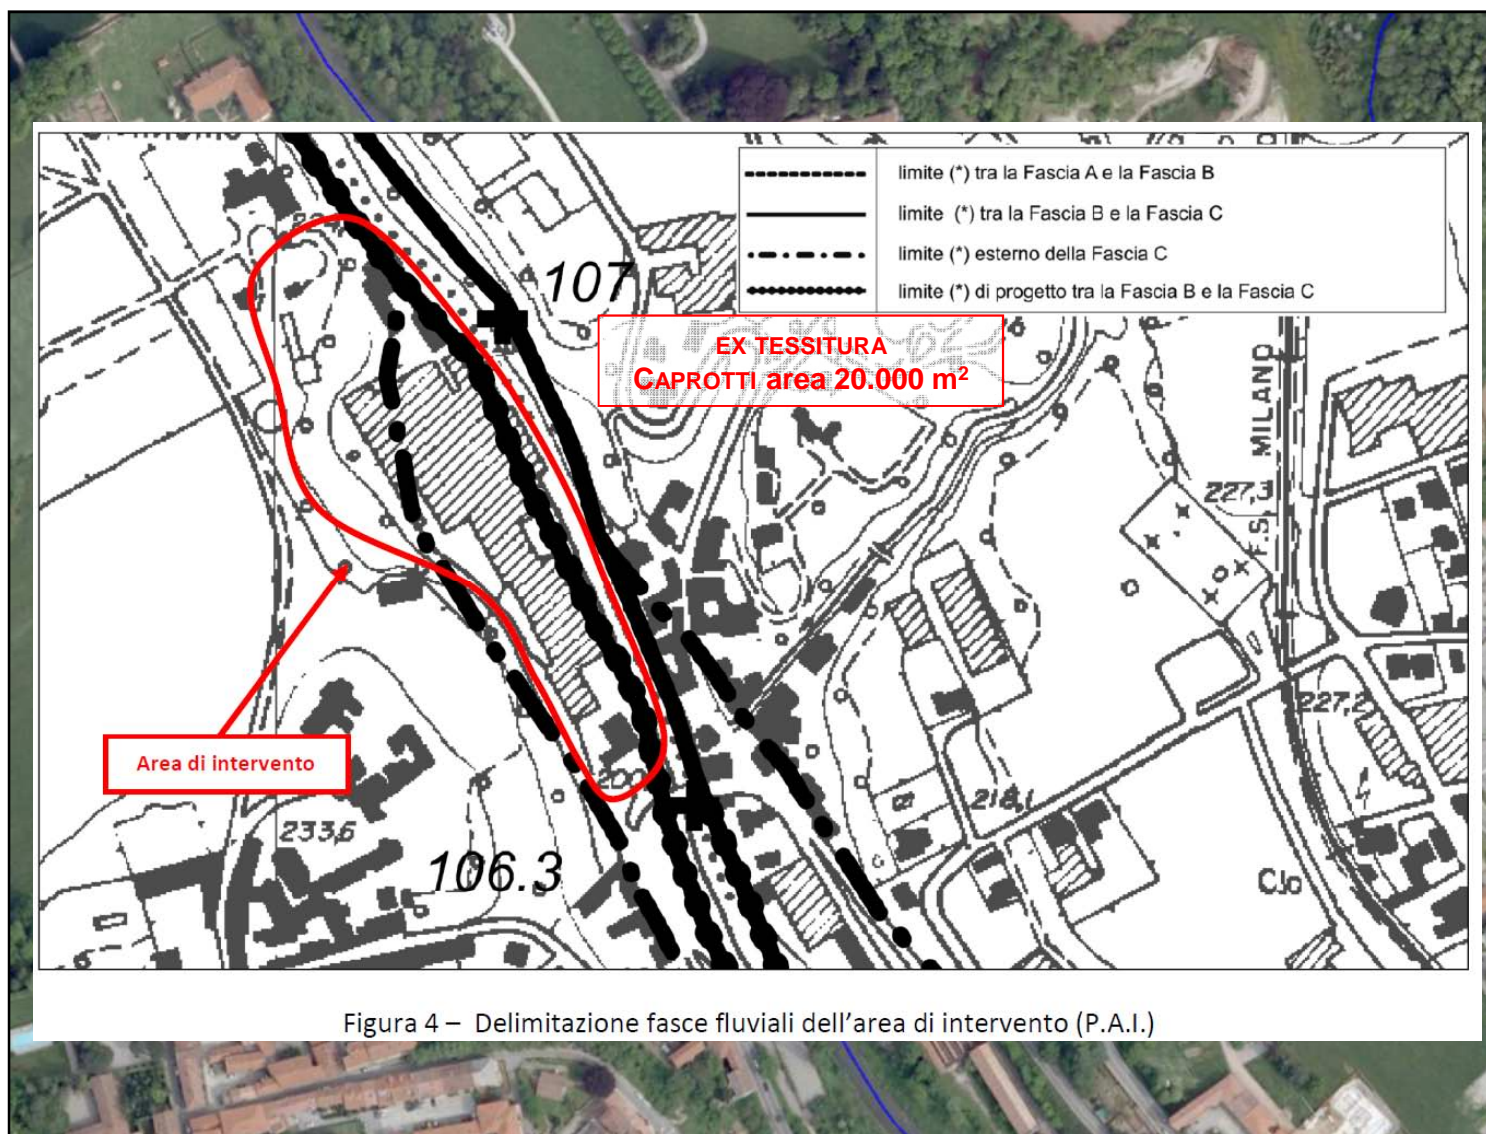 limite (*) tra la Fascia A e la Fascia B
limite (*) tra la Fascia B e la Fascia C
limite (*) esterno della Fascia C
limite (*) di progetto tra la Fascia B e la Fascia C
107
EX TESSITURA
CAPROTTI area 20.000 m²
F.S. MILANO
227,3
227,2
Area di intervento
200
218,1
233,6
106.3
C.lo
Figura 4 – Delimitazione fasce fluviali dell'area di intervento (P.A.I.)